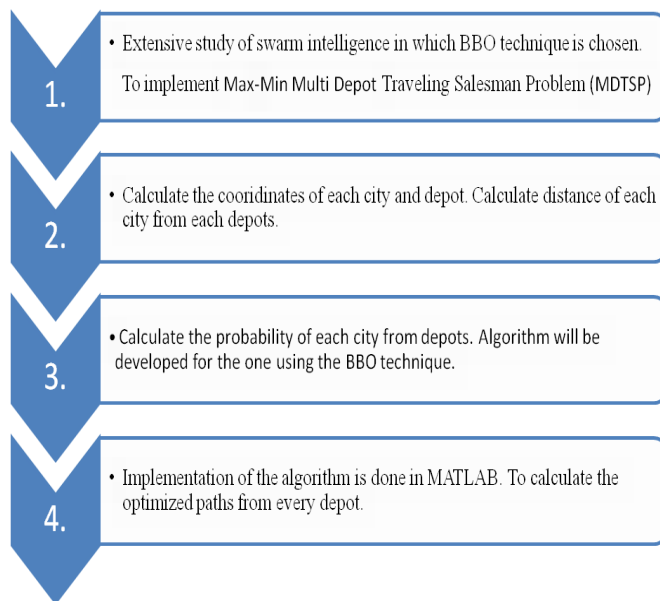 1.
• Extensive study of swarm intelligence in which BBO technique is chosen.
To implement Max-Min Multi Depot Traveling Salesman Problem (MDTSP)
2.
• Calculate the cooridinates of each city and depot. Calculate distance of each
city from each depots.
3.
• Calculate the probability of each city from depots. Algorithm will be
developed for the one using the BBO technique.
4.
• Implementation of the algorithm is done in MATLAB. To calculate the
optimized paths from every depot.